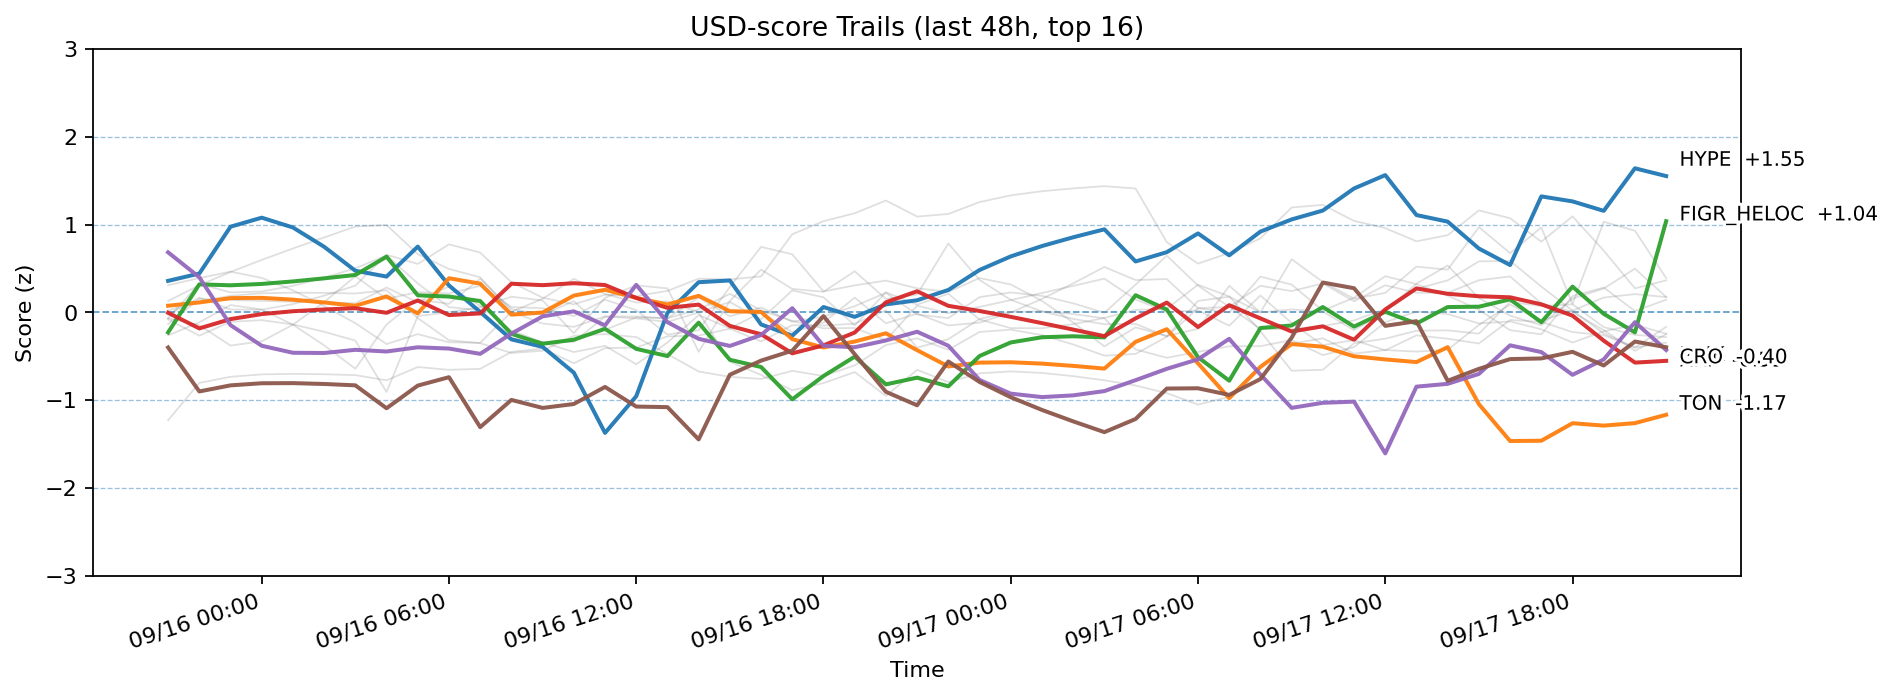 USD-score Trails (last 48h, top 16)
Score (z)
3
2
1
0
−1
−2
−3
HYPE +1.55
FIGR_HELOC +1.04
CRO -0.40
TON -1.17
09/16 00:00
09/16 06:00
09/16 12:00
09/16 18:00
09/17 00:00
09/17 06:00
09/17 12:00
09/17 18:00
Time